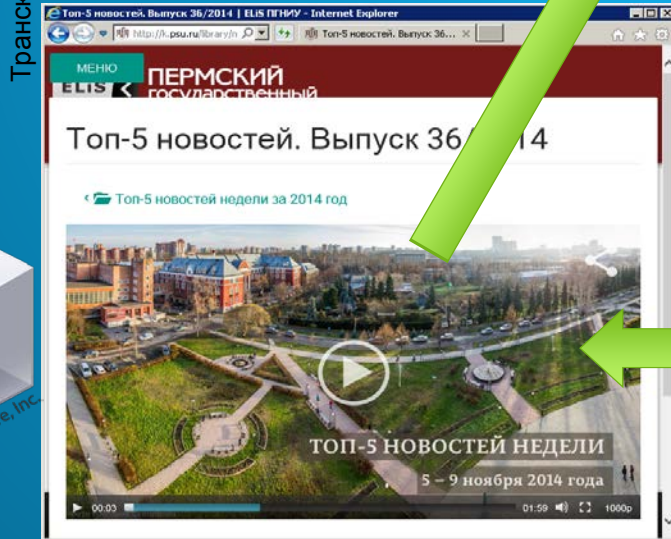 Топ-5 новостей. Выпуск 36/2014 | ELiS ПГНИУ - Internet Explorer
http://k.psu.ru/library/n
Топ-5 новостей. Выпуск 36...
МЕНЮ
ELIS
ПЕРМСКИЙ
государственный
Топ-5 новостей. Выпуск 36/ 14
Топ-5 новостей недели за 2014 год
ТОП-5 НОВОСТЕЙ НЕДЕЛИ
5 – 9 ноября 2014 года
00:03
01:59
1080p
e, Inc.